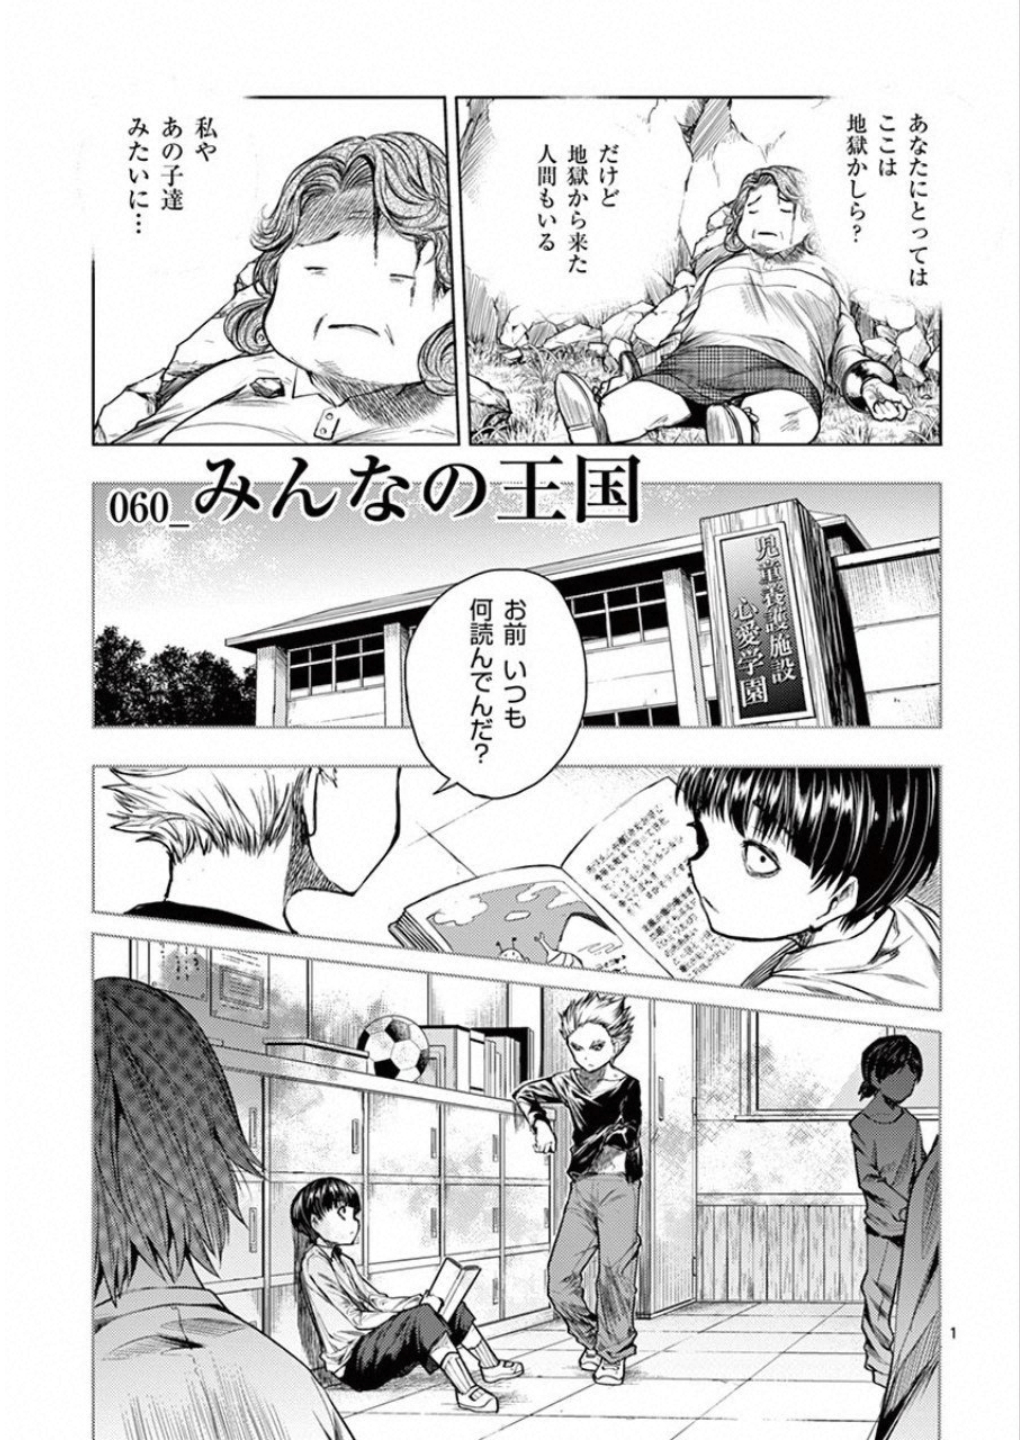 あなたにとっては
ここは
地獄かしら?
だけど
地獄から来た
人間もいる
私や
あの子達
みたいに…
060_みんなの王国
児童養護施設
心愛学園
お前 いつも
何読んでんだ?
1